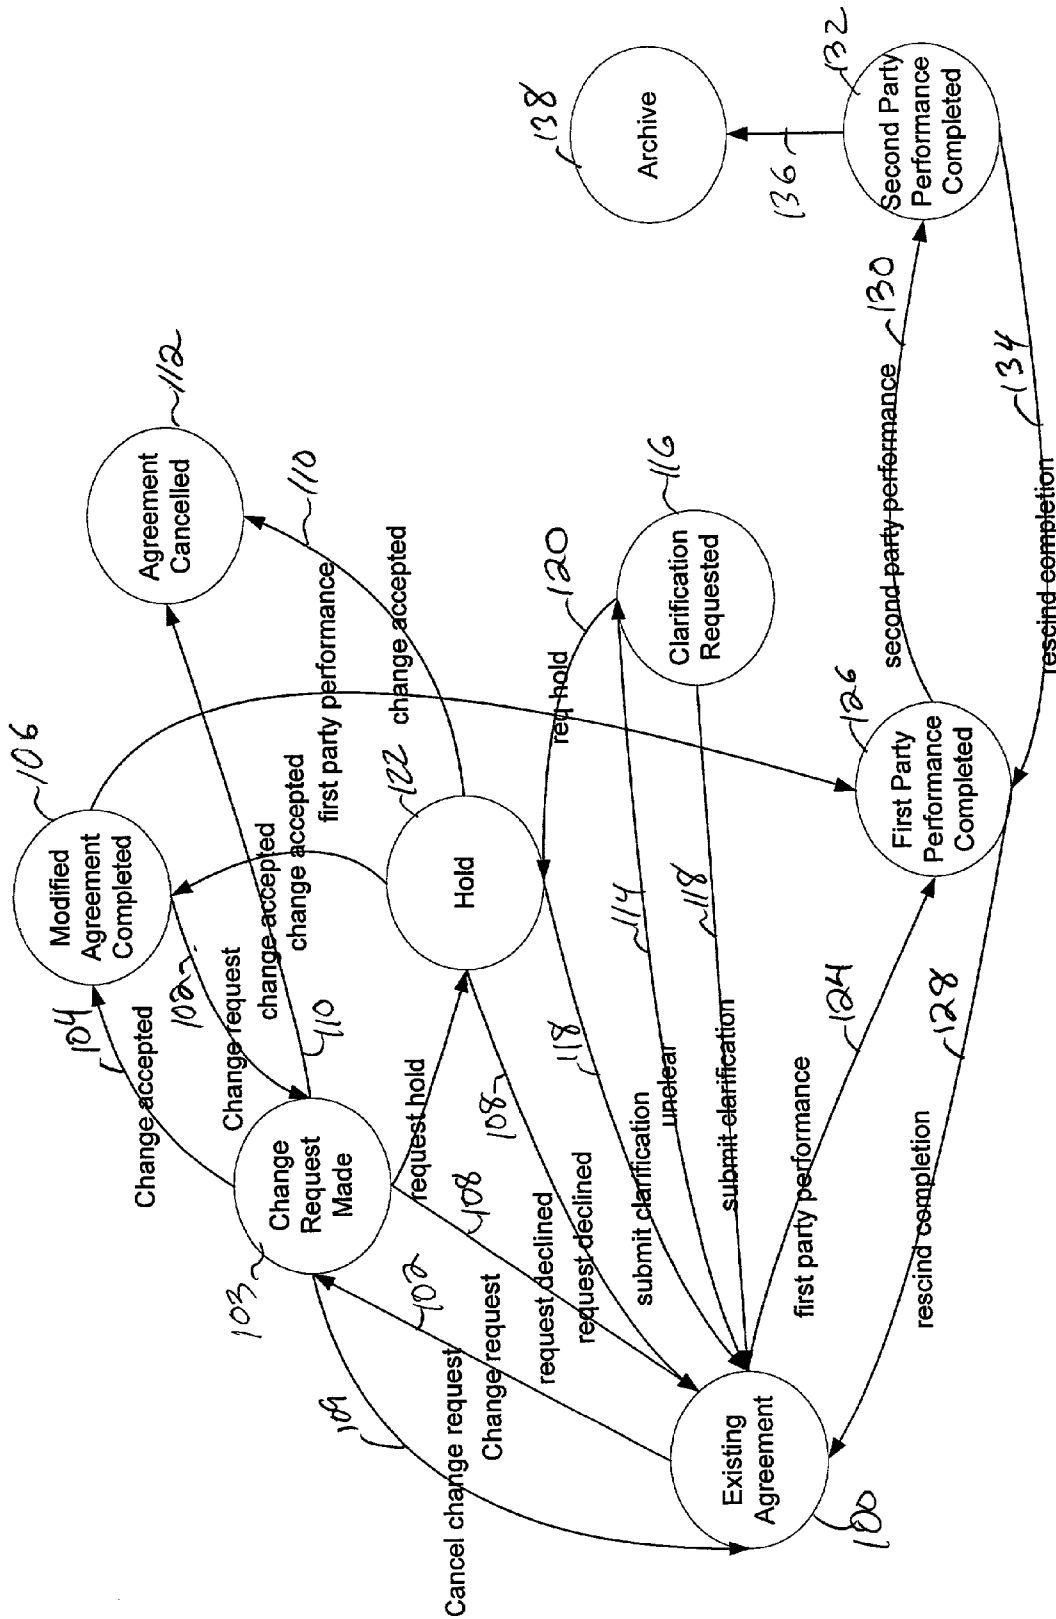 106
Modified
Agreement
Completed
Agreement
Cancelled
112
138
Archive
104
Change accepted
102
Change request
110
change accepted
change accepted
first party performance
change accepted
110
103
Change
Request
Made
request hold
122
Hold
120
req hold
116
Clarification
Requested
136
132
Second Party
Performance
Completed
109
Cancel change request
102
Change request
108
request declined
108
request declined
118
submit clarification
114
unclear
118
submit clarification
second party performance
130
134
rescind completion
126
First Party
Performance
Completed
124
first party performance
128
rescind completion
Existing
Agreement
100